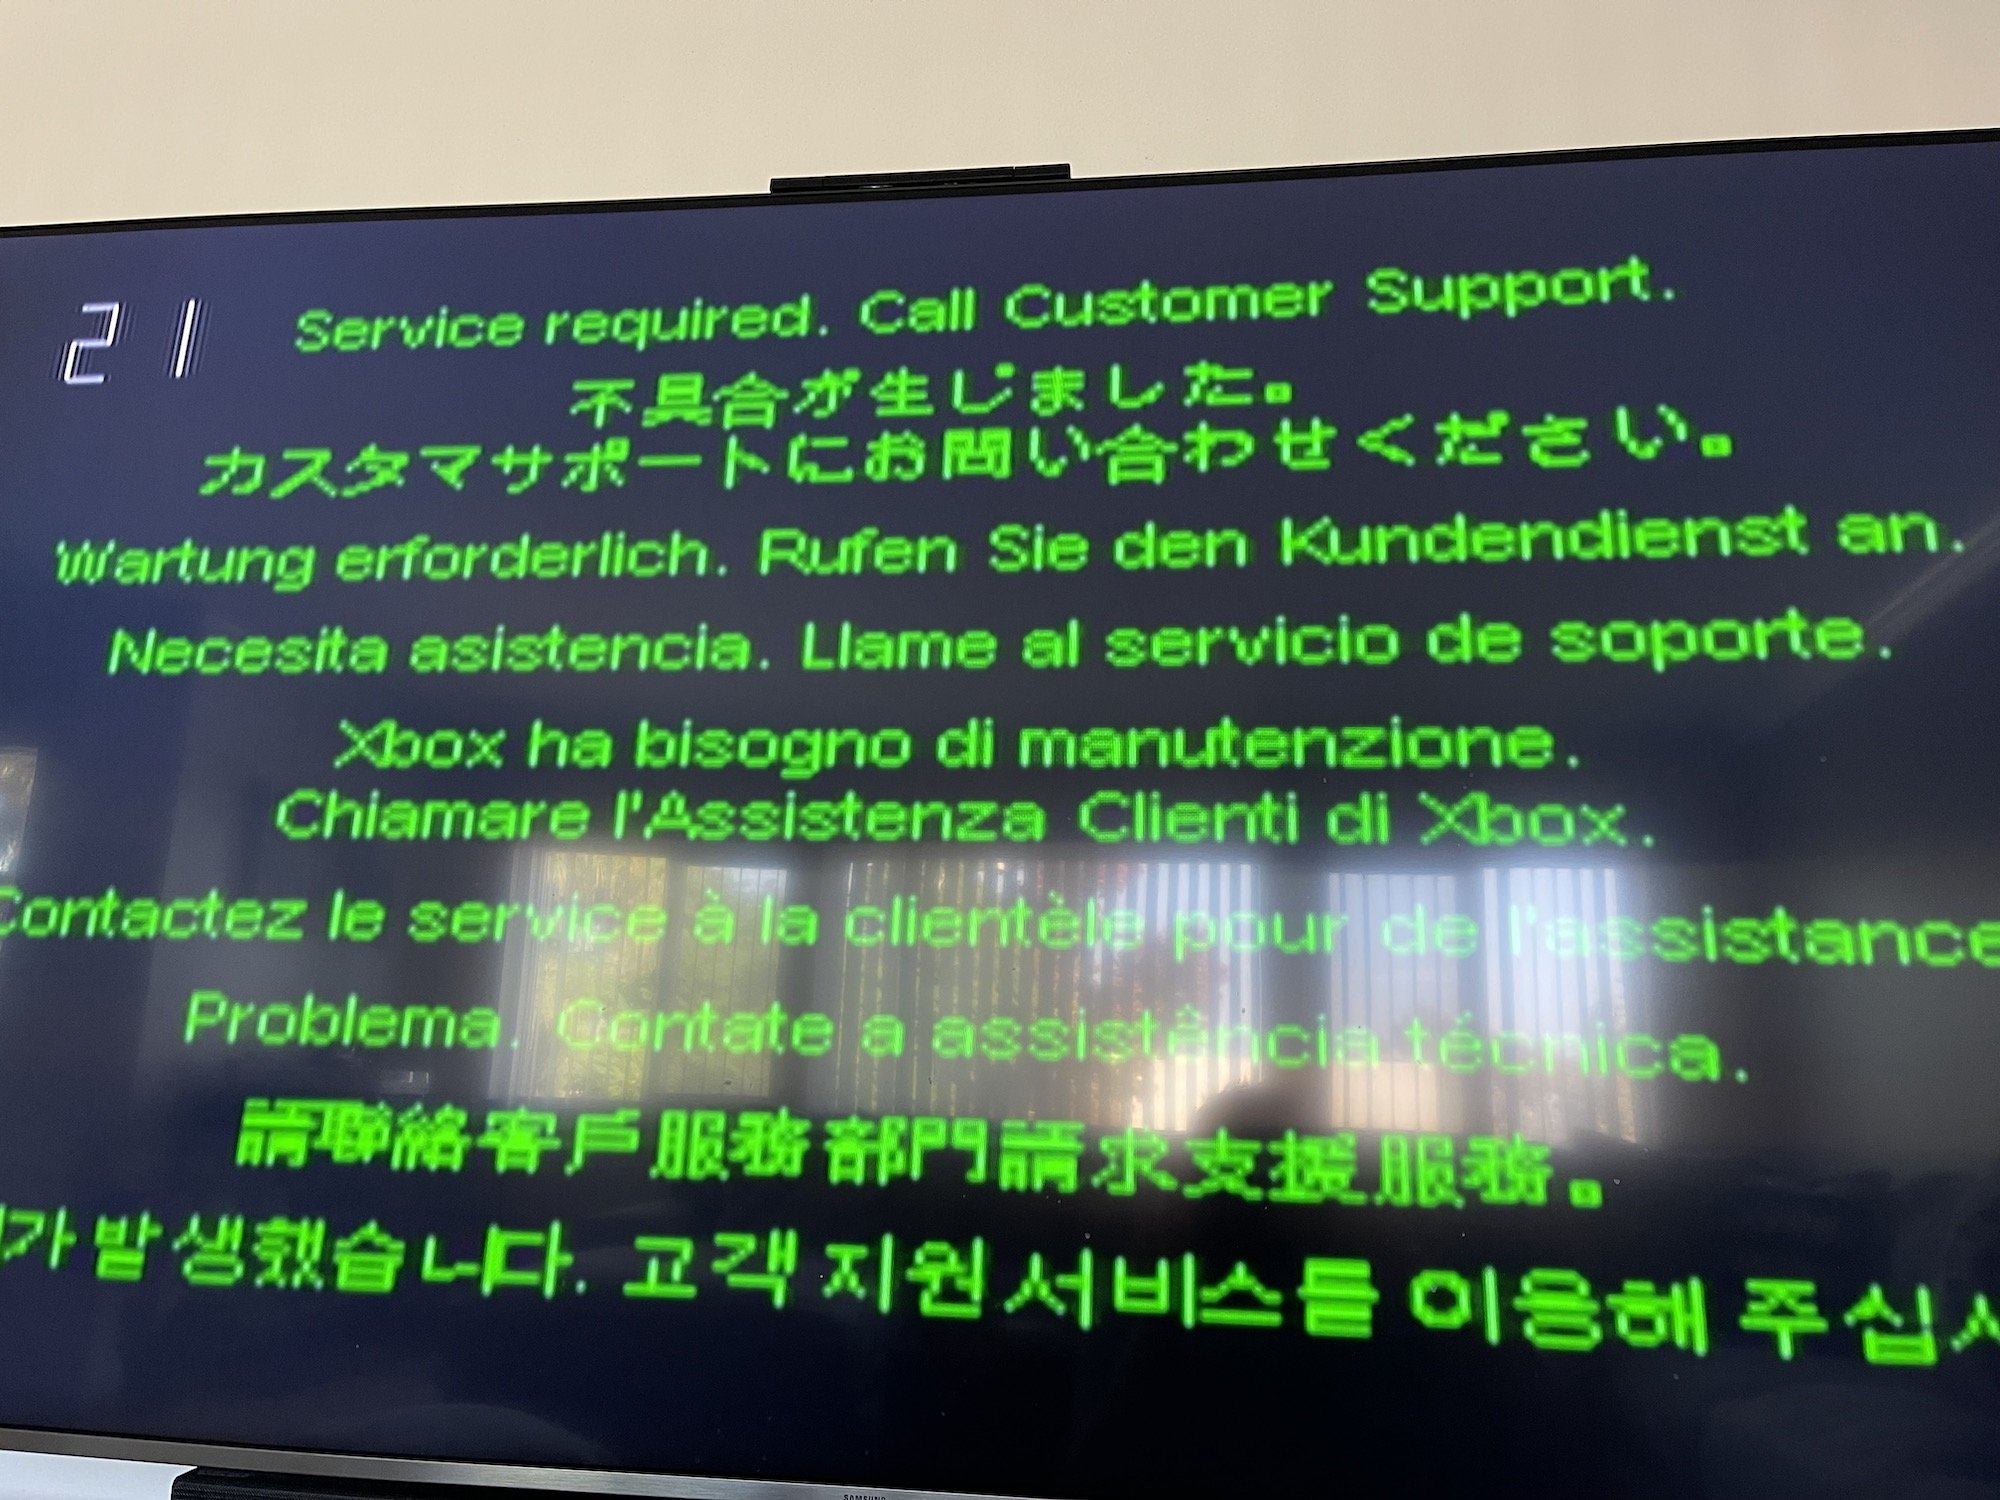 21
Service required. Call Customer Support.
不具合が生じました。
カスタマサポートにお問い合わせください。
Wartung erforderlich. Rufen Sie den Kundendienst an.
Necesita asistencia. Llame al servicio de soporte.
Xbox ha bisogno di manutenzione.
Chiamare l'Assistenza Clienti di Xbox.
Contactez le service à la clientèle pour de l'assistance
Problema. Contate a assistência técnica.
請聯絡客戶服務部門請求支援服務。
가 발생했습니다. 고객 지원 서비스를 이용해 주십
SAMSUNG